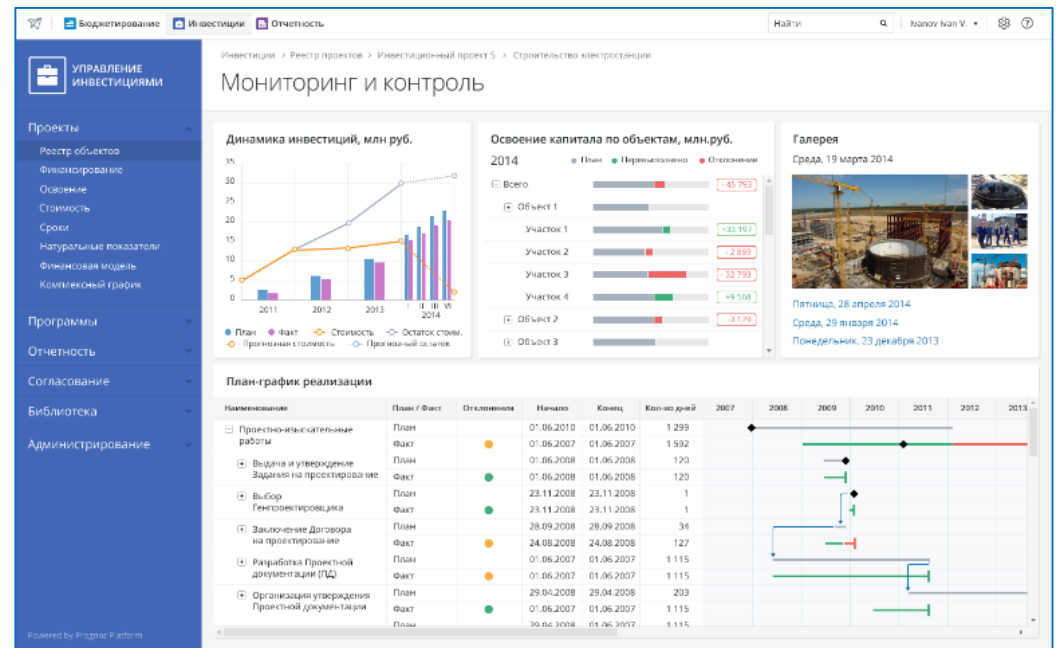 Бюджетирование Инвестиции Отчетность Найти Ivanov Ivan V.
УПРАВЛЕНИЕ
ИНВЕСТИЦИЯМИ
Проекты
Реестр объектов
Финансирование
Освоение
Стоимость
Сроки
Натуральные показатели
Финансовая модель
Комплексный график
Программы
Отчетность
Согласование
Библиотека
Администрирование
Powered by Prognoz Platform
Инвестиции > Реестр проектов > Инвестиционный проект 5 > Строительство электростанции
Мониторинг и контроль
Динамика инвестиций, млн руб.
35
30
25
20
15
10
5
0
I II III VI
2011 2012 2013 2014
План Факт Стоимость Остаток стоим.
Прогнозная стоимость Прогнозный остаток
Освоение капитала по объектам, млн.руб.
2014 План Перевыполнено Отклонение
Всего - 45 793
Объект 1
Участок 1 +33 197
Участок 2 - 2 869
Участок 3 - 32 793
Участок 4 +9 568
Объект 2 -3 179
Объект 3
Галерея
Среда, 19 марта 2014
Пятница, 28 апреля 2014
Среда, 29 января 2014
Понедельник, 23 декабря 2013
План-график реализации
Наименование План / Факт Отклонения Начало Конец Кол-во дней 2007 2008 2009 2010 2011 2012 2013
Проектно-изыскательные
работы
План 01.06.2010 01.06.2010 1 299
Факт 01.06.2007 01.06.2007 1 592
Выдача и утверждение
Задания на проектирование
План 01.06.2008 01.06.2008 120
Факт 01.06.2008 01.06.2008 120
Выбор
Генпроектировщика
План 23.11.2008 23.11.2008 1
Факт 23.11.2008 23.11.2008 1
Заключение Договора
на проектирование
План 28.09.2008 28.09.2008 34
Факт 24.08.2008 24.08.2008 127
Разработка Проектной
документации (ПД)
План 01.06.2007 01.06.2007 1 115
Факт 01.06.2007 01.06.2007 1 115
Организация утверждения
Проектной документации
План 29.04.2008 29.04.2008 203
Факт 01.06.2007 01.06.2007 1 115
План 29.04.2008 01.06.2007 1 115